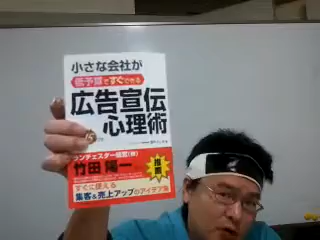 小さな会社が
低予算ですぐできる
広告宣伝
心理術
ランチェスター経営(株)
竹田陽一
推薦
すぐに使える
集客&売上アップのアイデア集